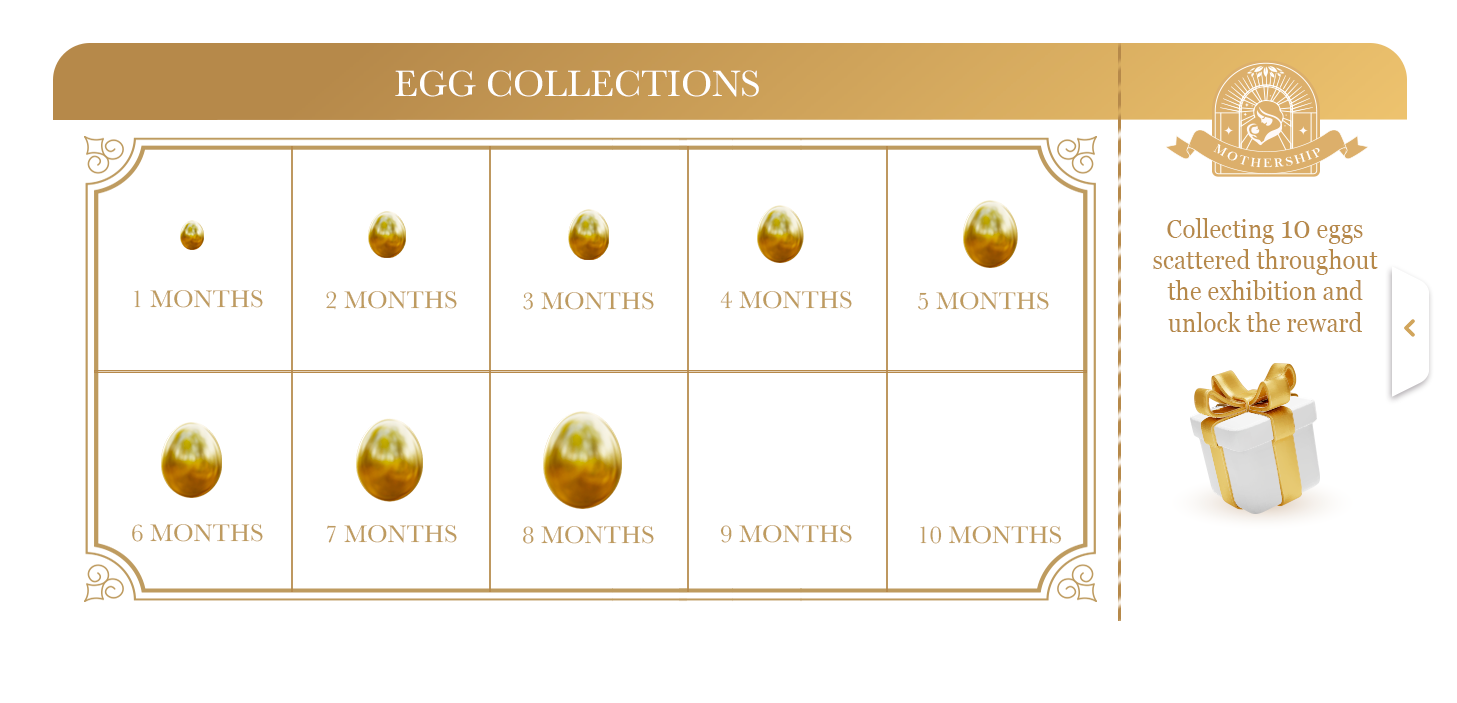 EGG COLLECTIONS
MOTHERSHIP
1 MONTHS
2 MONTHS
3 MONTHS
4 MONTHS
5 MONTHS
6 MONTHS
7 MONTHS
8 MONTHS
9 MONTHS
10 MONTHS
Collecting 10 eggs
scattered throughout
the exhibition and
unlock the reward